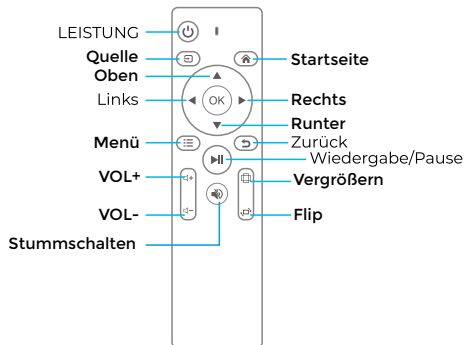 LEISTUNG
Quelle
Startseite
Oben
Links
OK
Rechts
Runter
Menü
Zurück
Wiedergabe/Pause
VOL+
Vergrößern
VOL-
Flip
Stummschalten